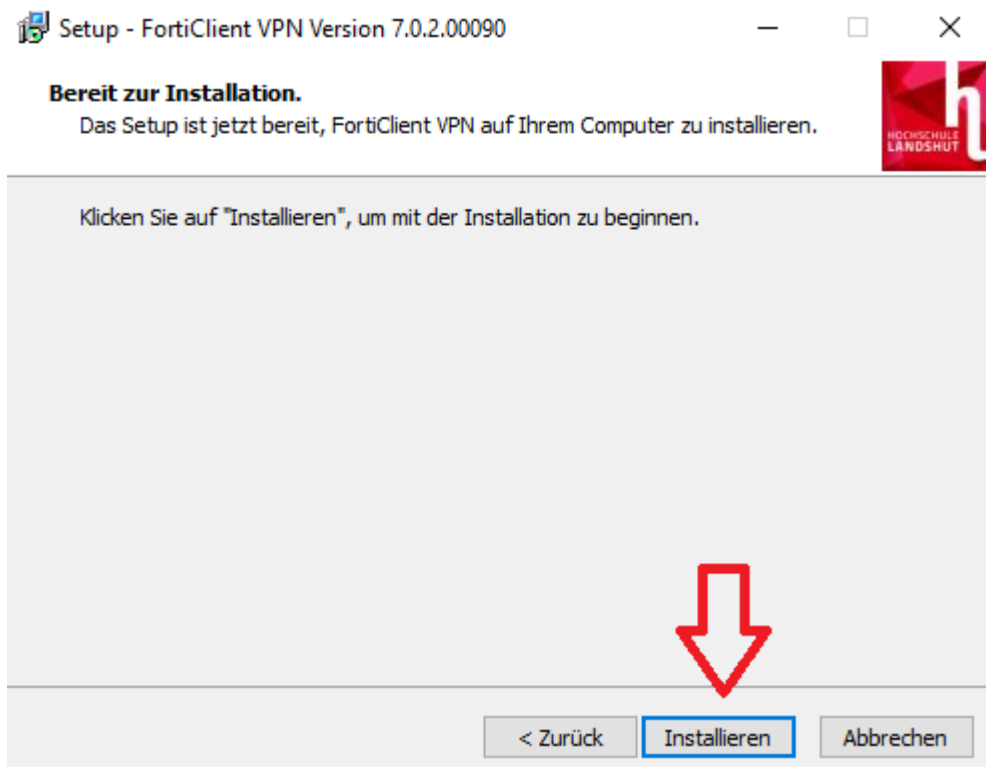 Setup - FortiClient VPN Version 7.0.2.00090
Bereit zur Installation.
Das Setup ist jetzt bereit, FortiClient VPN auf Ihrem Computer zu installieren.
HOCHSCHULE
LANDSHUT
Klicken Sie auf "Installieren", um mit der Installation zu beginnen.
< Zurück
Installieren
Abbrechen